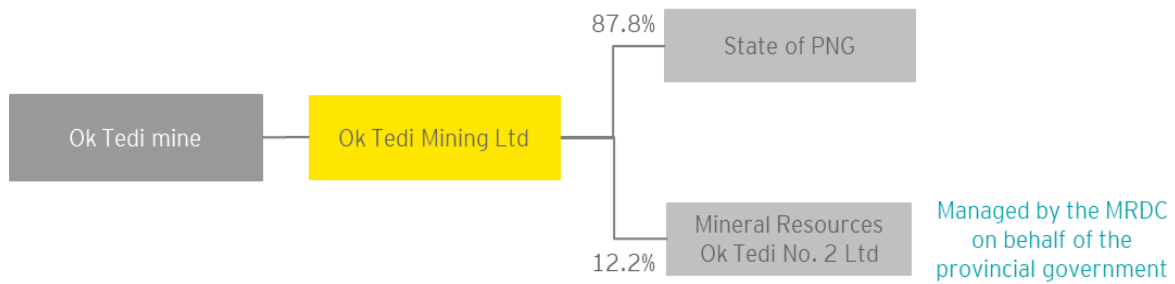 87.8%
State of PNG
Ok Tedi mine
Ok Tedi Mining Ltd
Mineral Resources
Ok Tedi No. 2 Ltd
12.2%
Managed by the MRDC
on behalf of the
provincial government